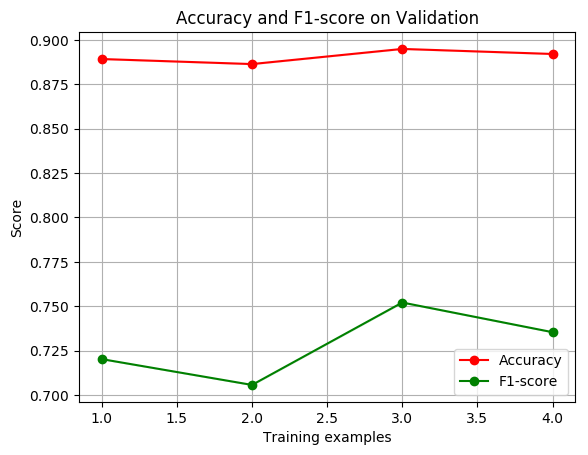 Accuracy and F1-score on Validation
0.900
0.875
0.850
0.825
0.800
0.775
0.750
0.725
0.700
Score
Accuracy
F1-score
1.0 1.5 2.0 2.5 3.0 3.5 4.0
Training examples